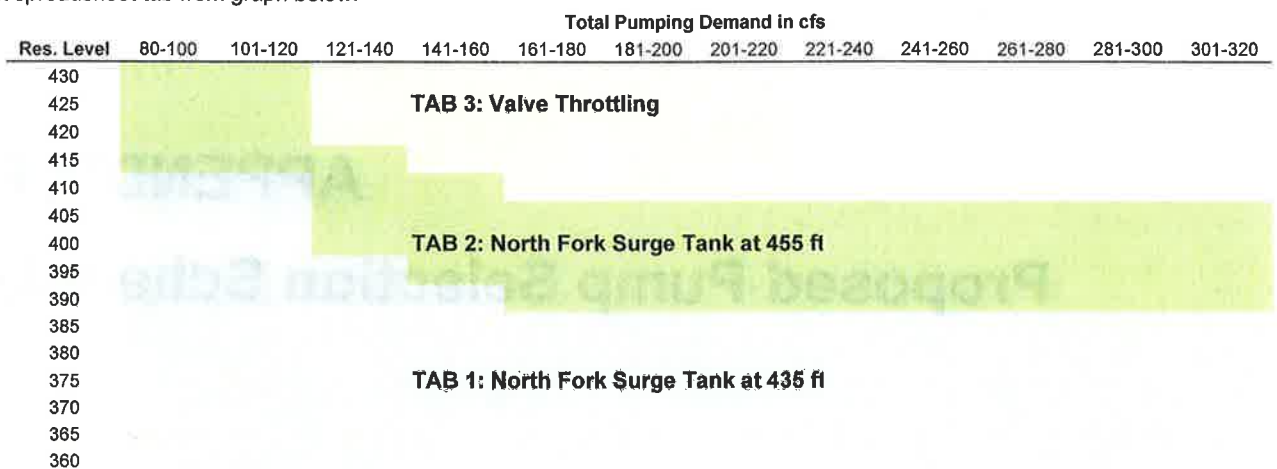 Total Pumping Demand in cfs
Res. Level 80-100 101-120 121-140 141-160 161-180 181-200 201-220 221-240 241-260 261-280 281-300 301-320
430
425 TAB 3: Valve Throttling
420
415
410
405
400 TAB 2: North Fork Surge Tank at 455 ft
395
390
385
380
375 TAB 1: North Fork Surge Tank at 435 ft
370
365
360